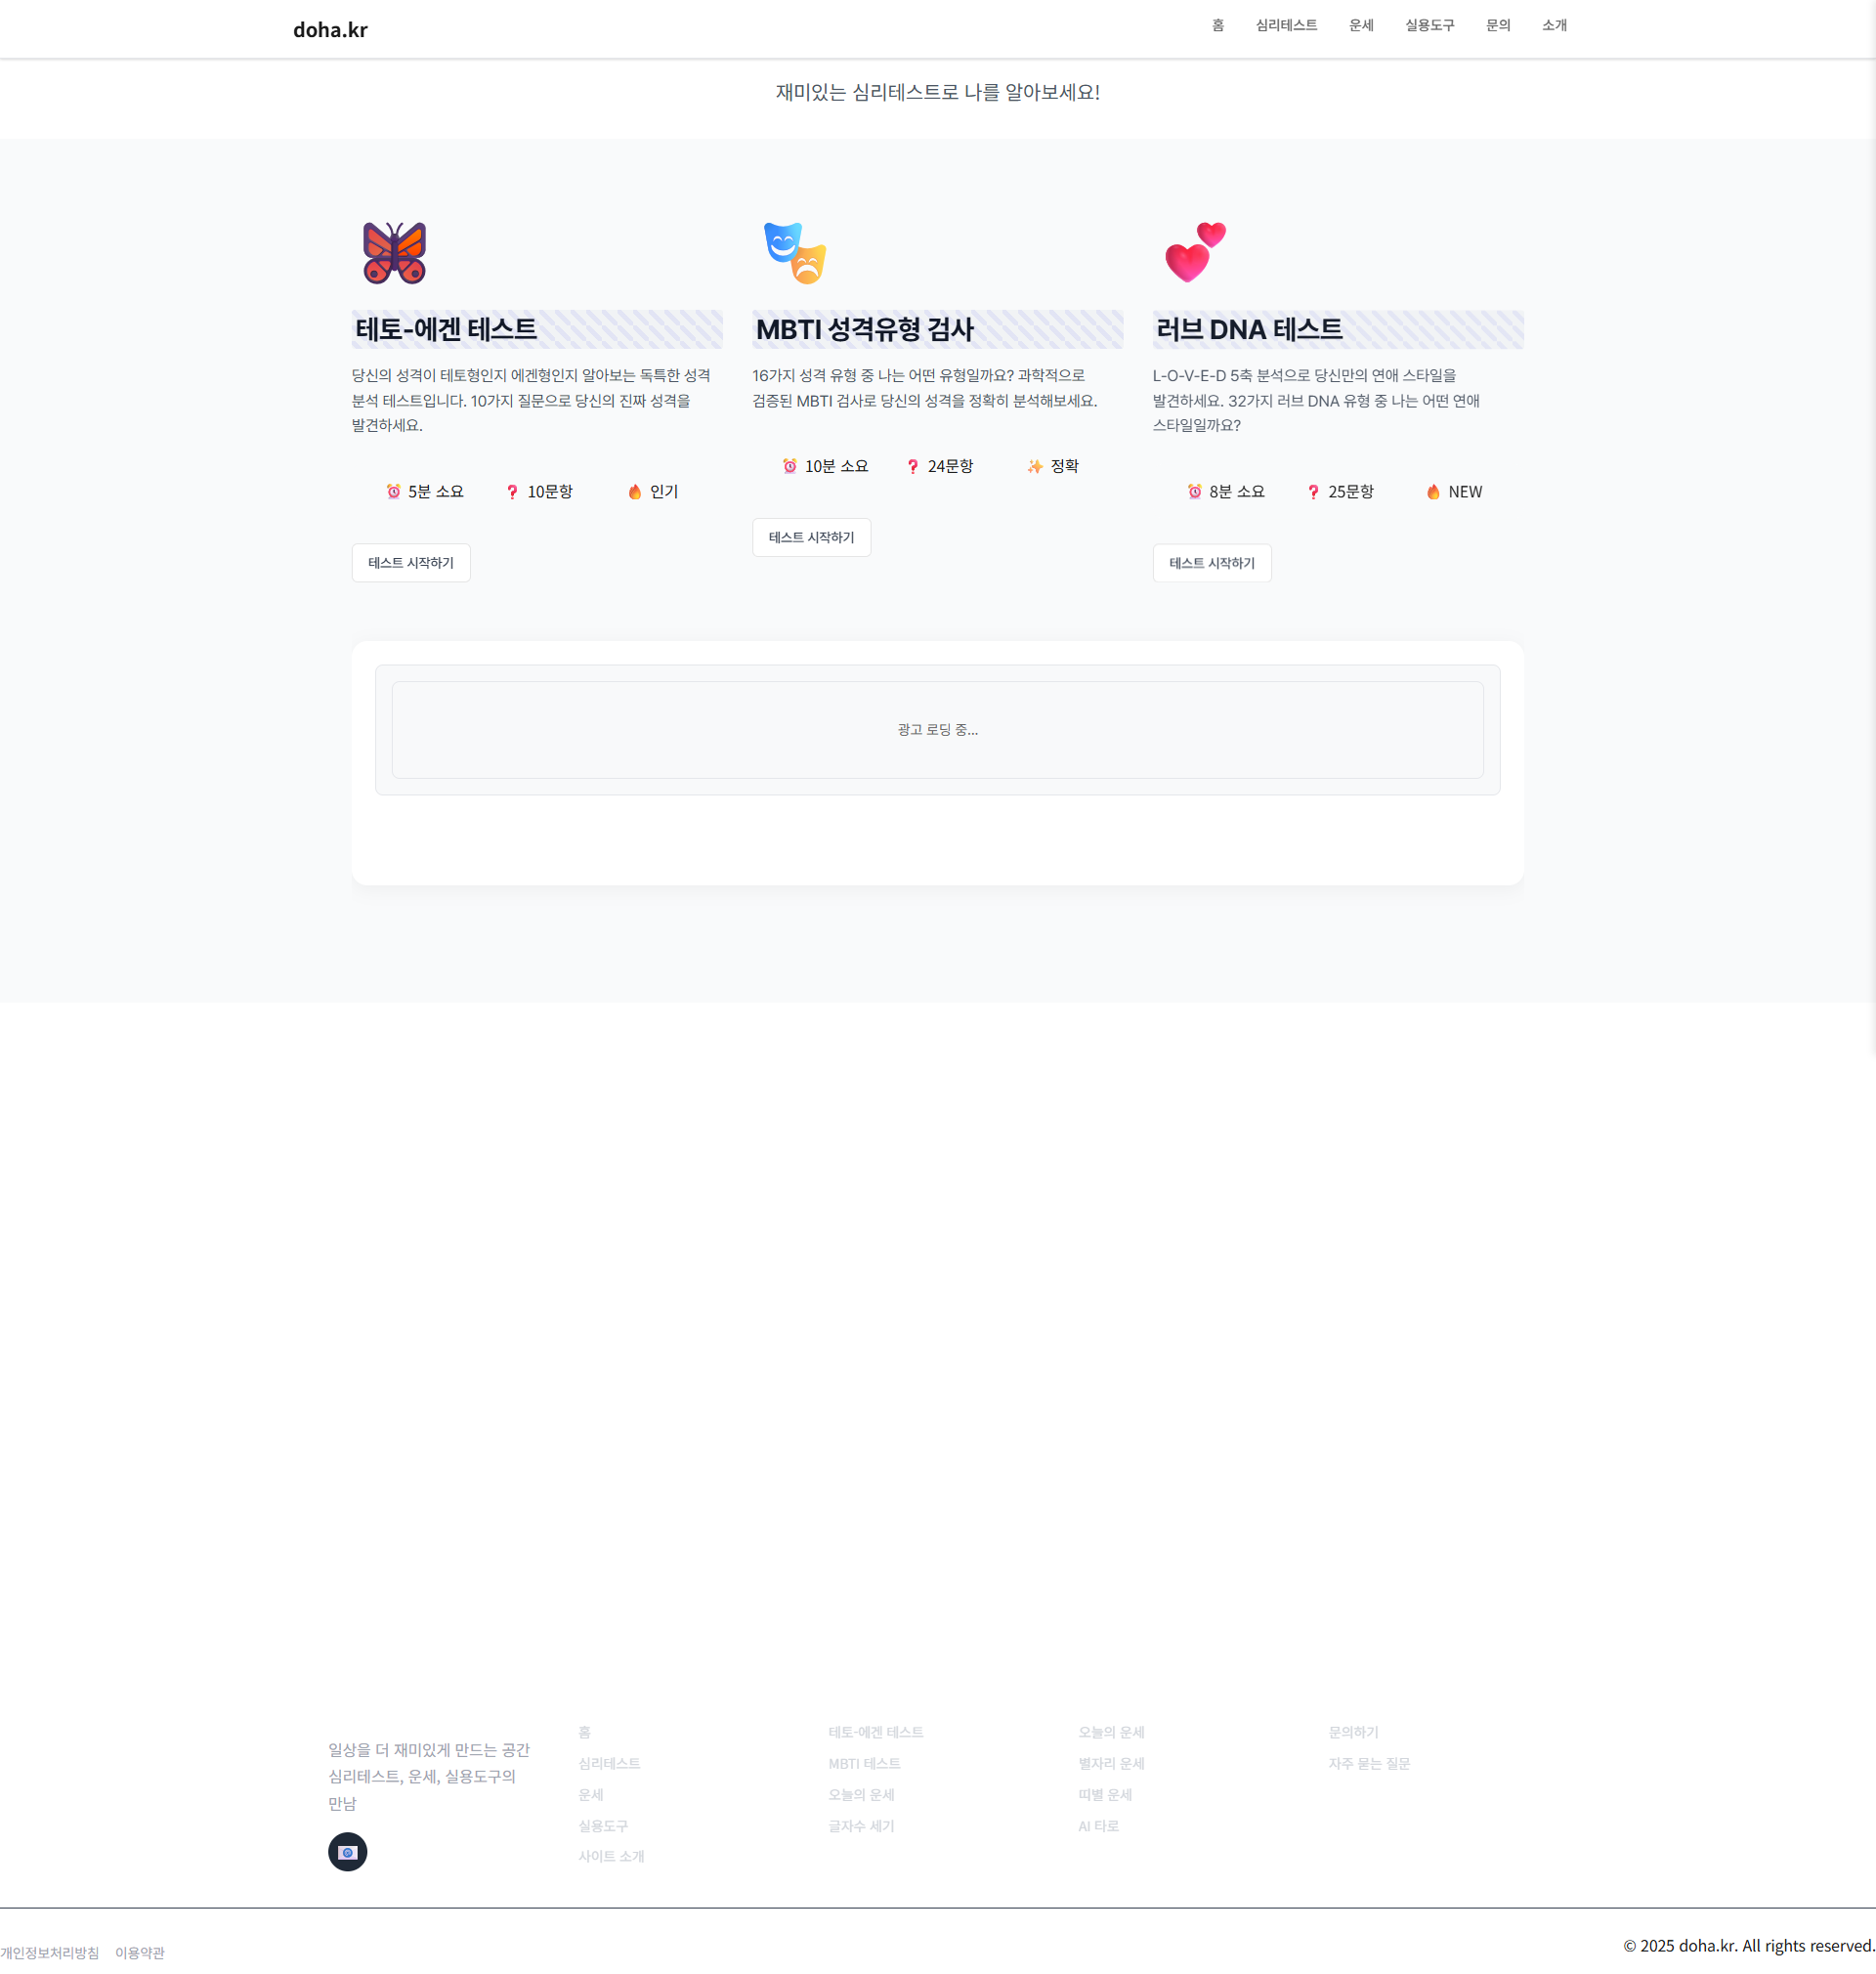 doha.kr
홈 심리테스트 운세 실용도구 문의 소개
재미있는 심리테스트로 나를 알아보세요!
테토-에겐 테스트
당신의 성격이 테토형인지 에겐형인지 알아보는 독특한 성격
분석 테스트입니다. 10가지 질문으로 당신의 진짜 성격을
발견하세요.
5분 소요 10문항 인기
테스트 시작하기
MBTI 성격유형 검사
16가지 성격 유형 중 나는 어떤 유형일까요? 과학적으로
검증된 MBTI 검사로 당신의 성격을 정확히 분석해보세요.
10분 소요 24문항 정확
테스트 시작하기
러브 DNA 테스트
L-O-V-E-D 5축 분석으로 당신만의 연애 스타일을
발견하세요. 32가지 러브 DNA 유형 중 나는 어떤 연애
스타일일까요?
8분 소요 25문항 NEW
테스트 시작하기
광고 로딩 중...
일상을 더 재미있게 만드는 공간
심리테스트, 운세, 실용도구의
만남
홈
심리테스트
운세
실용도구
사이트 소개
테토-에겐 테스트
MBTI 테스트
오늘의 운세
글자수 세기
오늘의 운세
별자리 운세
띠별 운세
AI 타로
문의하기
자주 묻는 질문
개인정보처리방침 이용약관
© 2025 doha.kr. All rights reserved.